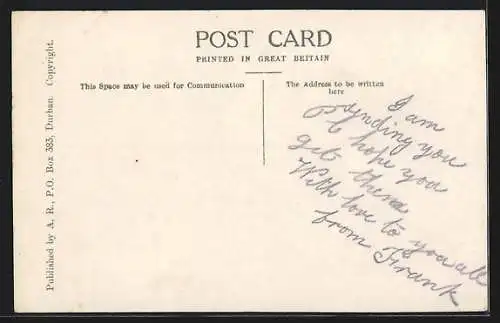 POST CARD
PRINTED IN GREAT BRITAIN
This Space may be used for Communication
The Address to be written
here
Published by A. R., P.O. Box 383, Durban. Copyright.
I am
sending you
I hope you
get them
With love to you all
from Frank